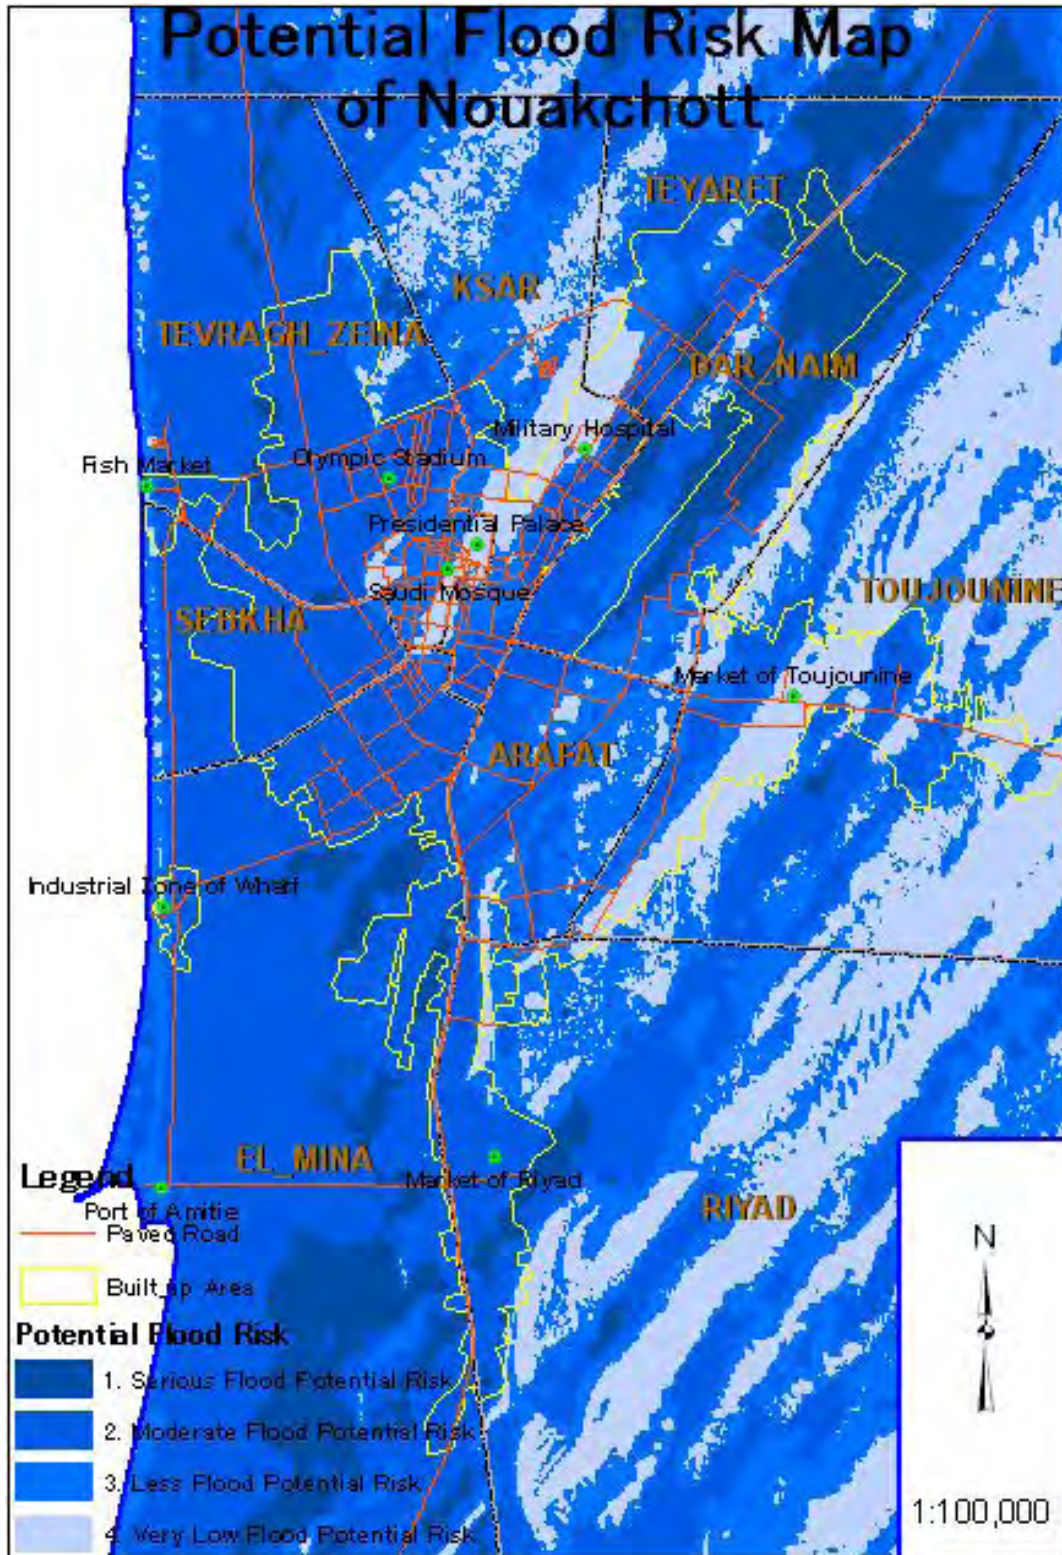 Potential Flood Risk Map
of Nouakchott
TEYARET
KSAR
TEVRAGH_ZEINA
DAR_NAIM
Military Hospital
Fish Market
Olympic Stadium
Presidential Palace
Saudi Mosque
TOUJOUNINE
SEBKHA
Market of Toujounine
ARAFAT
Industrial Zone of Wharf
EL_MINA
Market of Riyad
RIYAD
Legend
Port of Amitie
Paved Road
Built_up Area
Potential Flood Risk
1. Serious Flood Potential Risk
2. Moderate Flood Potential Risk
3. Less Flood Potential Risk
4. Very Low Flood Potential Risk
N
1:100,000